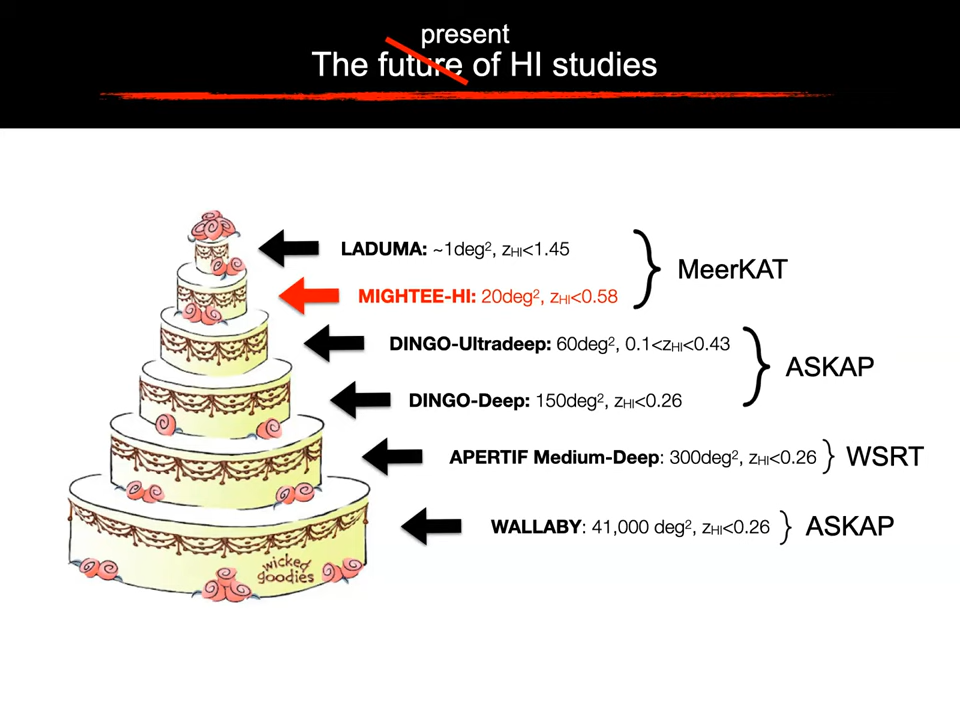 present
The future of HI studies
LADUMA: ~1deg², zHI<1.45
MeerKAT
MIGHTEE-HI: 20deg², zHI<0.58
DINGO-Ultradeep: 60deg², 0.1<zHI<0.43
ASKAP
DINGO-Deep: 150deg², zHI<0.26
APERTIF Medium-Deep: 300deg², zHI<0.26
WSRT
WALLABY: 41,000 deg², zHI<0.26
ASKAP
wicked
goodies